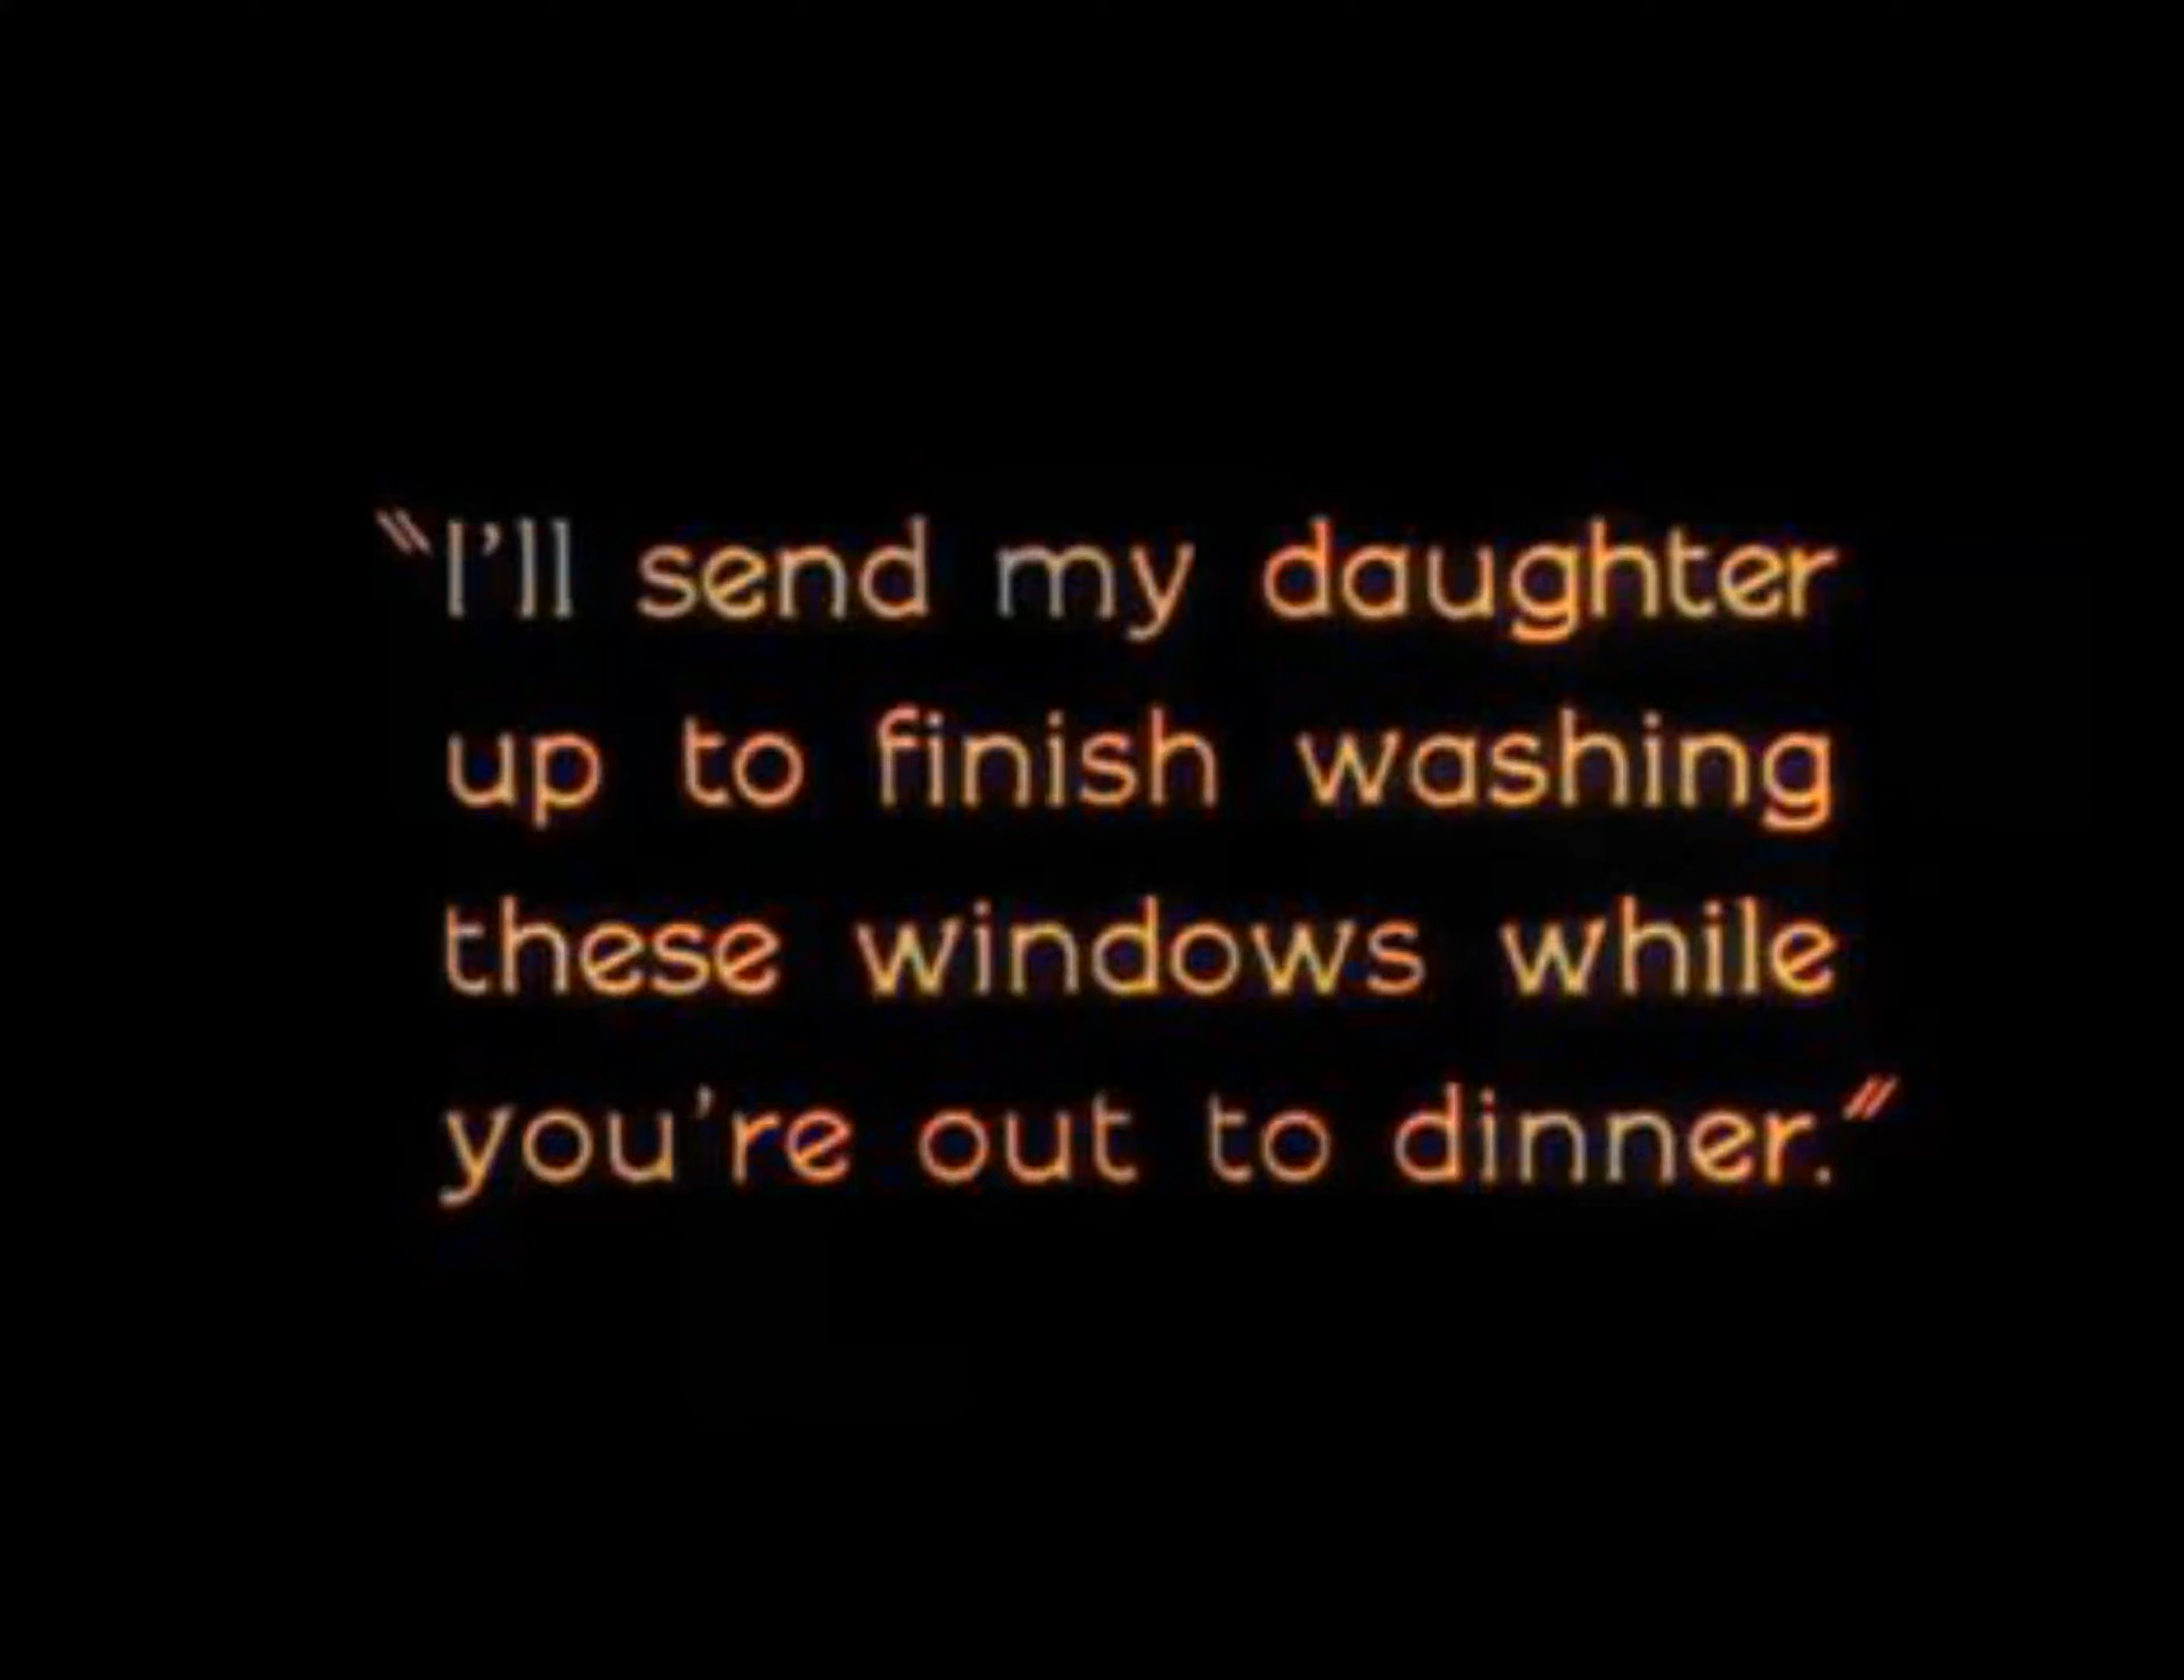 "I'll send my daughter
up to finish washing
these windows while
you're out to dinner."